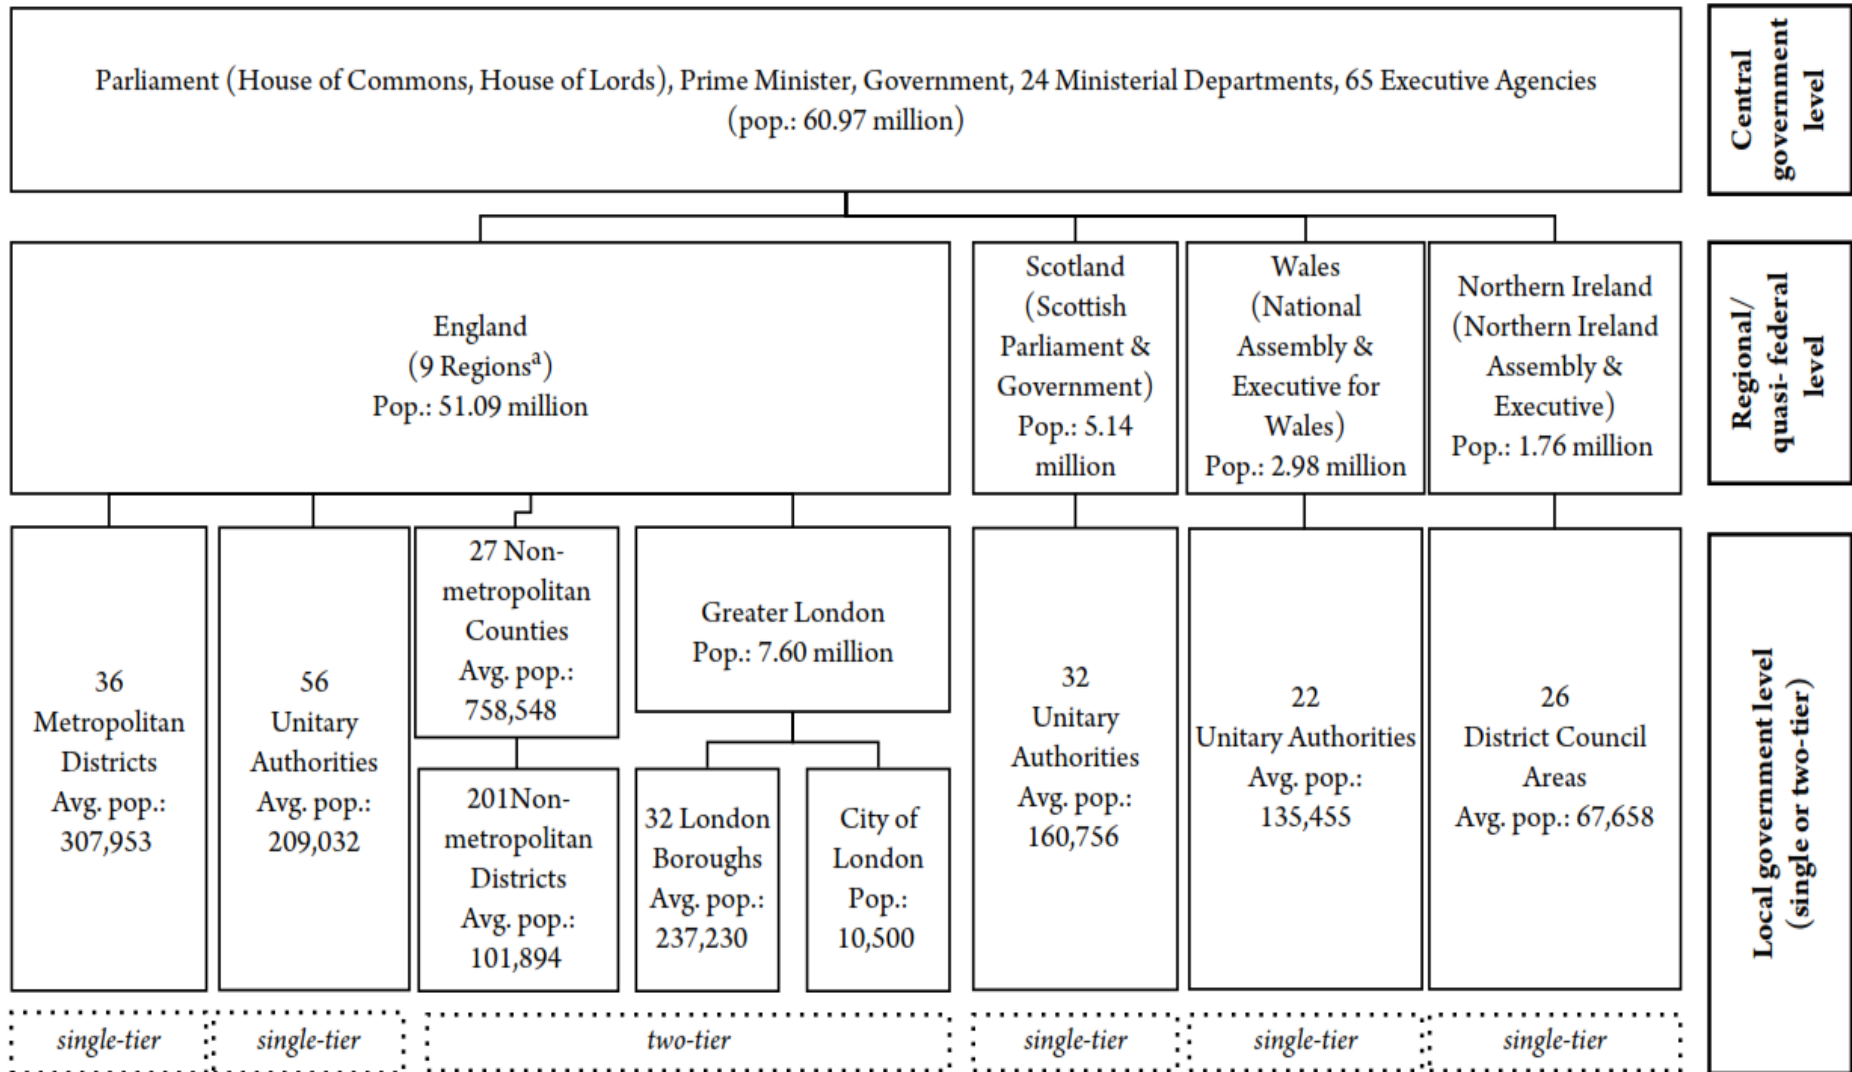 Parliament (House of Commons, House of Lords), Prime Minister, Government, 24 Ministerial Departments, 65 Executive Agencies
(pop.: 60.97 million)
Central
government
level
England
(9 Regionsᵃ)
Pop.: 51.09 million
Scotland
(Scottish
Parliament &
Government)
Pop.: 5.14
million
Wales
(National
Assembly &
Executive for
Wales)
Pop.: 2.98 million
Northern Ireland
(Northern Ireland
Assembly &
Executive)
Pop.: 1.76 million
Regional/
quasi- federal
level
36
Metropolitan
Districts
Avg. pop.:
307,953
56
Unitary
Authorities
Avg. pop.:
209,032
27 Non-
metropolitan
Counties
Avg. pop.:
758,548
201Non-
metropolitan
Districts
Avg. pop.:
101,894
Greater London
Pop.: 7.60 million
32 London
Boroughs
Avg. pop.:
237,230
City of
London
Pop.:
10,500
32
Unitary
Authorities
Avg. pop.:
160,756
22
Unitary Authorities
Avg. pop.:
135,455
26
District Council
Areas
Avg. pop.: 67,658
Local government level
(single or two-tier)
single-tier
single-tier
two-tier
single-tier
single-tier
single-tier